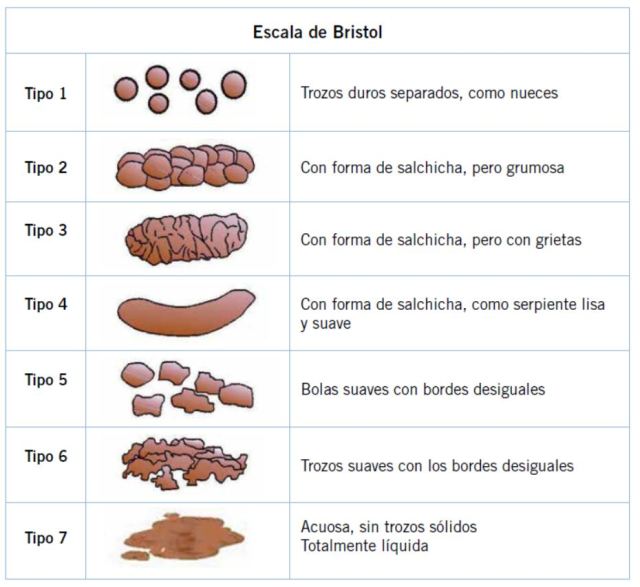 Escala de Bristol
Tipo 1
Trozos duros separados, como nueces
Tipo 2
Con forma de salchicha, pero grumosa
Tipo 3
Con forma de salchicha, pero con grietas
Tipo 4
Con forma de salchicha, como serpiente lisa
y suave
Tipo 5
Bolas suaves con bordes desiguales
Tipo 6
Trozos suaves con los bordes desiguales
Tipo 7
Acuosa, sin trozos sólidos
Totalmente líquida